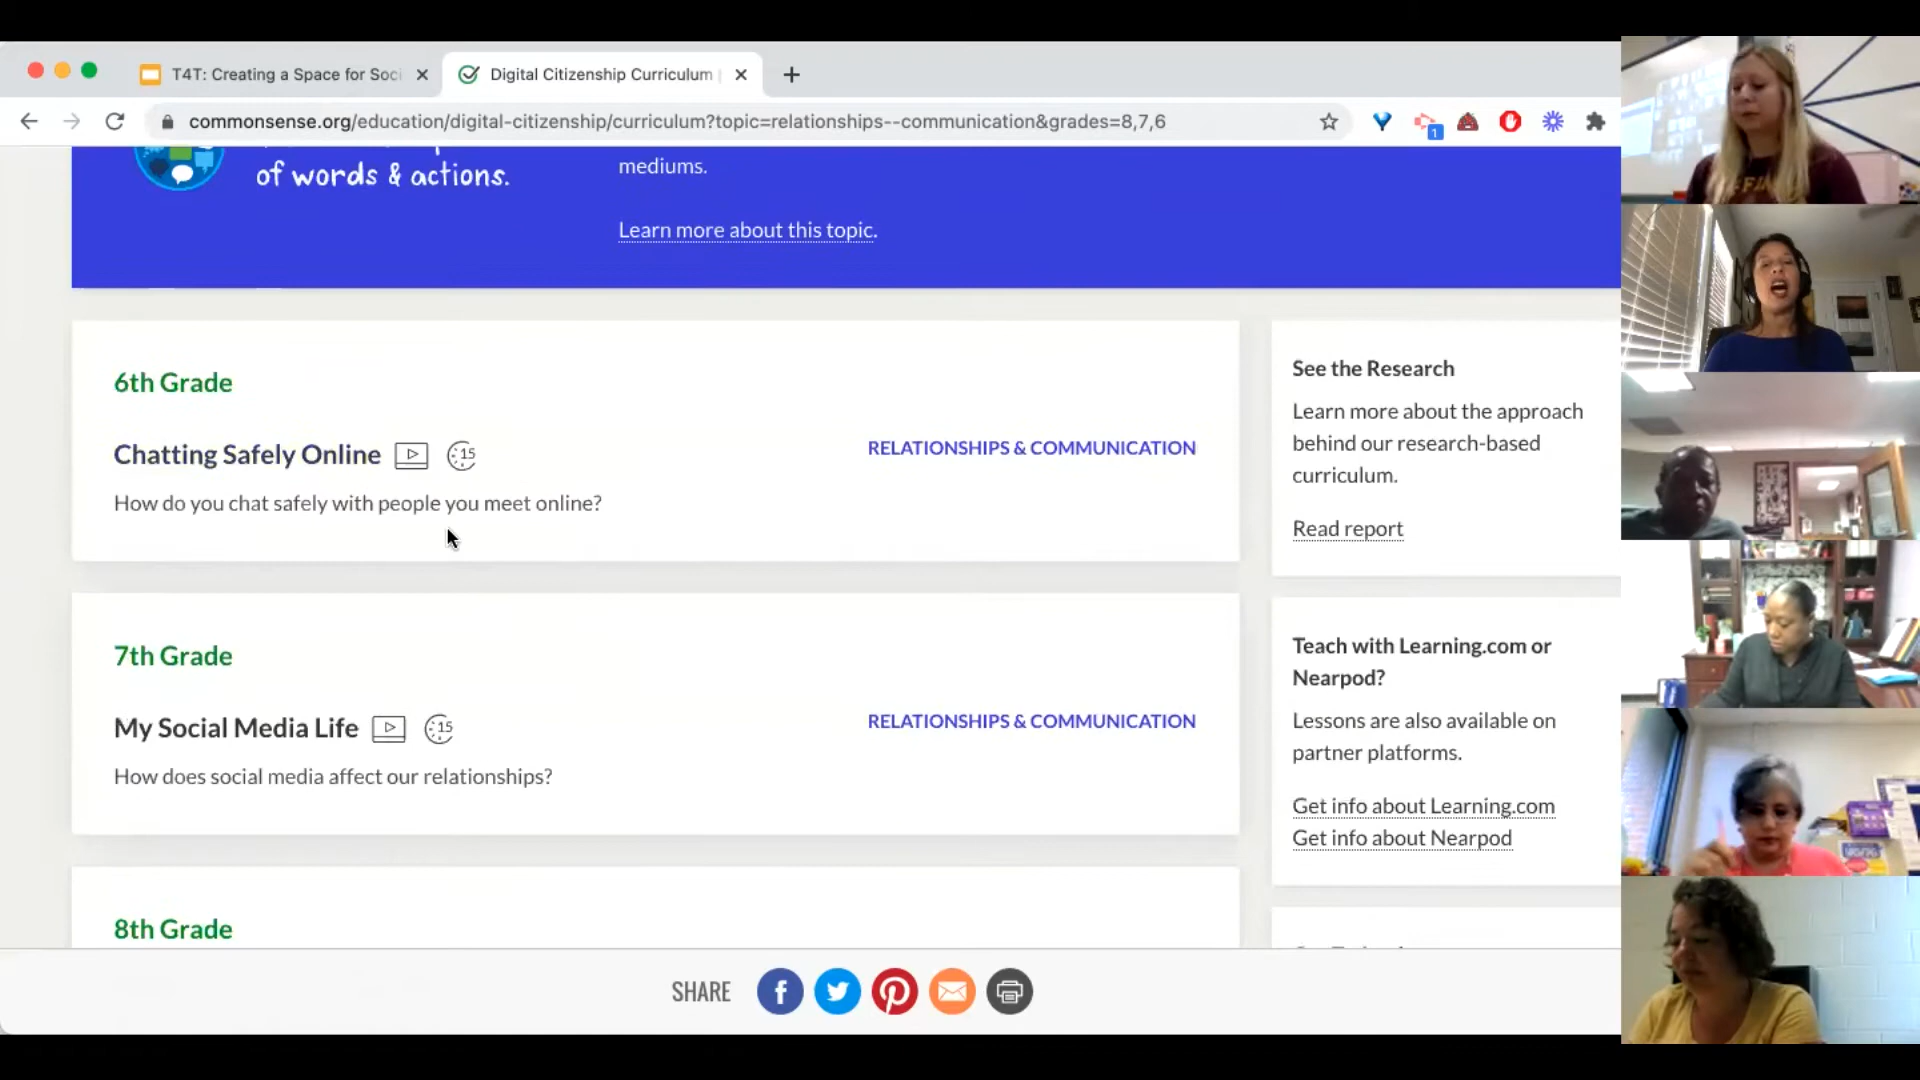 T4T: Creating a Space for Soci
Digital Citizenship Curriculum
commonsense.org/education/digital-citizenship/curriculum?topic=relationships--communication&grades=8,7,6
1
of words & actions.
mediums.
Learn more about this topic.
6th Grade
Chatting Safely Online
15
RELATIONSHIPS & COMMUNICATION
How do you chat safely with people you meet online?
7th Grade
My Social Media Life
15
RELATIONSHIPS & COMMUNICATION
How does social media affect our relationships?
8th Grade
See the Research
Learn more about the approach
behind our research-based
curriculum.
Read report
Teach with Learning.com or
Nearpod?
Lessons are also available on
partner platforms.
Get info about Learning.com
Get info about Nearpod
SHARE